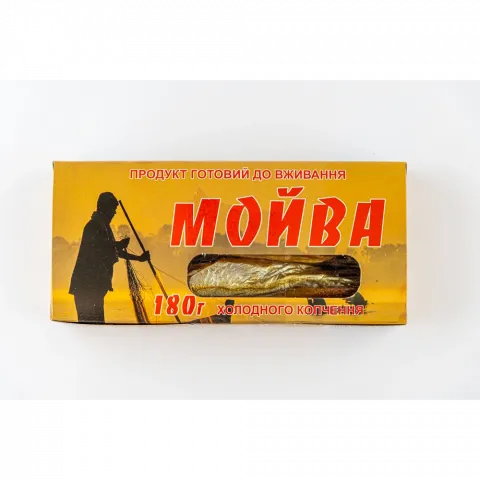 ПРОДУКТ ГОТОВИЙ ДО ВЖИВАННЯ
МОЙВА
180г ХОЛОДНОГО КОПЧЕННЯ